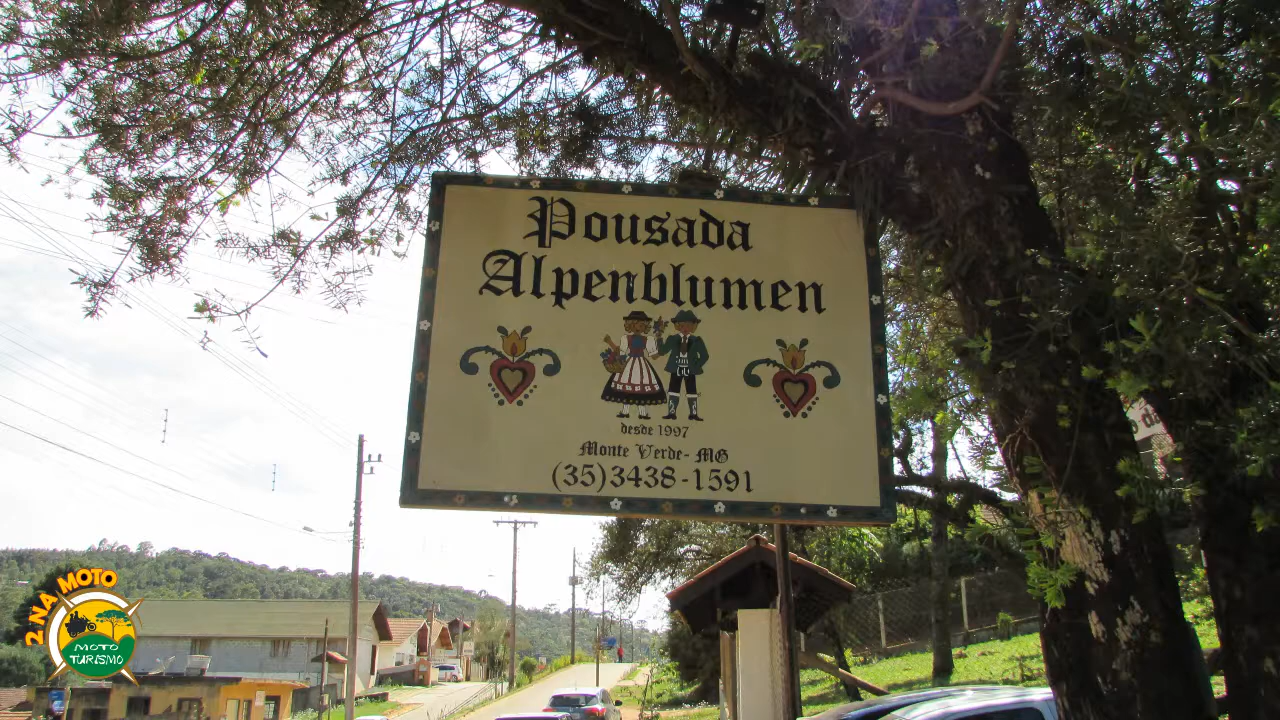 Pousada
Alpenblumen
desde 1997
Monte Verde - MG
(35)3438-1591
2 NA MOTO
MOTO
TURISMO